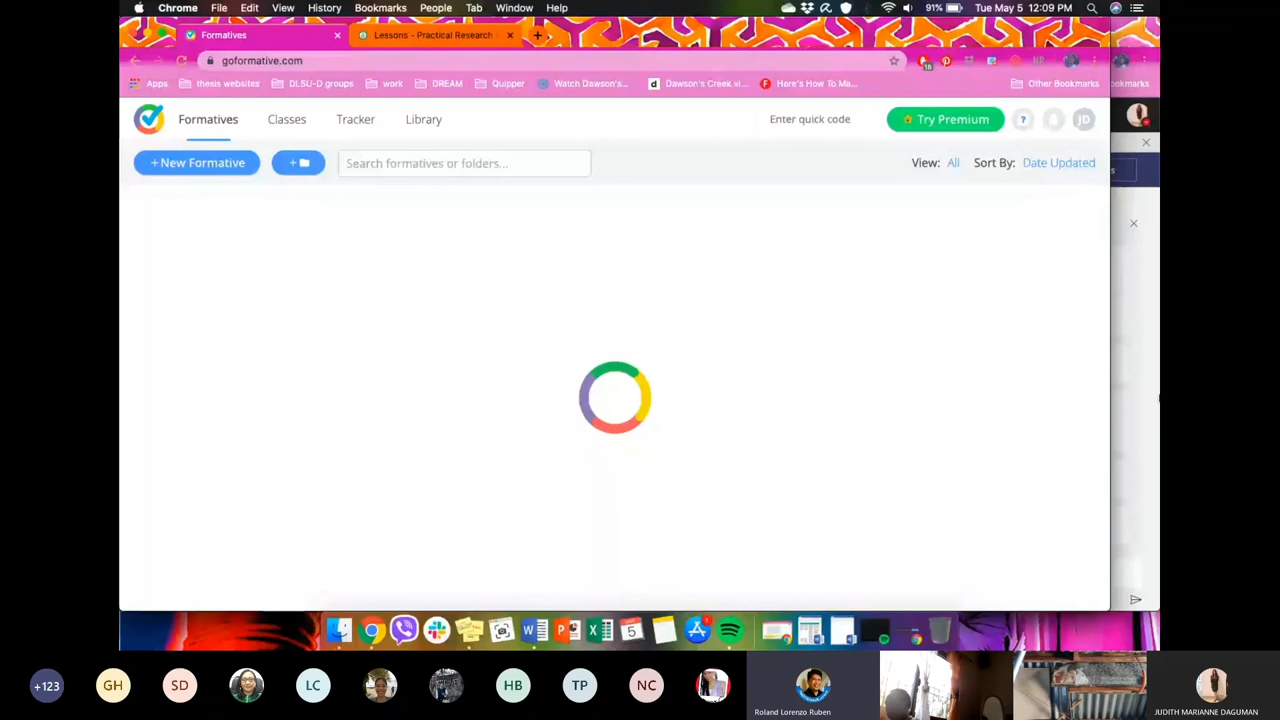 Chrome File Edit View History Bookmarks People Tab Window Help 91% Tue May 5 12:09 PM
Formatives Lessons - Practical Research
goformative.com
Apps thesis websites DLSU-D groups work DREAM Quipper Watch Dawson's... Dawson's Creek vi... Here's How To Ma... Other Bookmarks okmarks
Formatives Classes Tracker Library Enter quick code Try Premium ? JD
+New Formative + Search formatives or folders... View: All Sort By: Date Updated
s
+123 GH SD LC HB TP NC
Roland Lorenzo Ruben JUDITH MARIANNE DAGUMAN